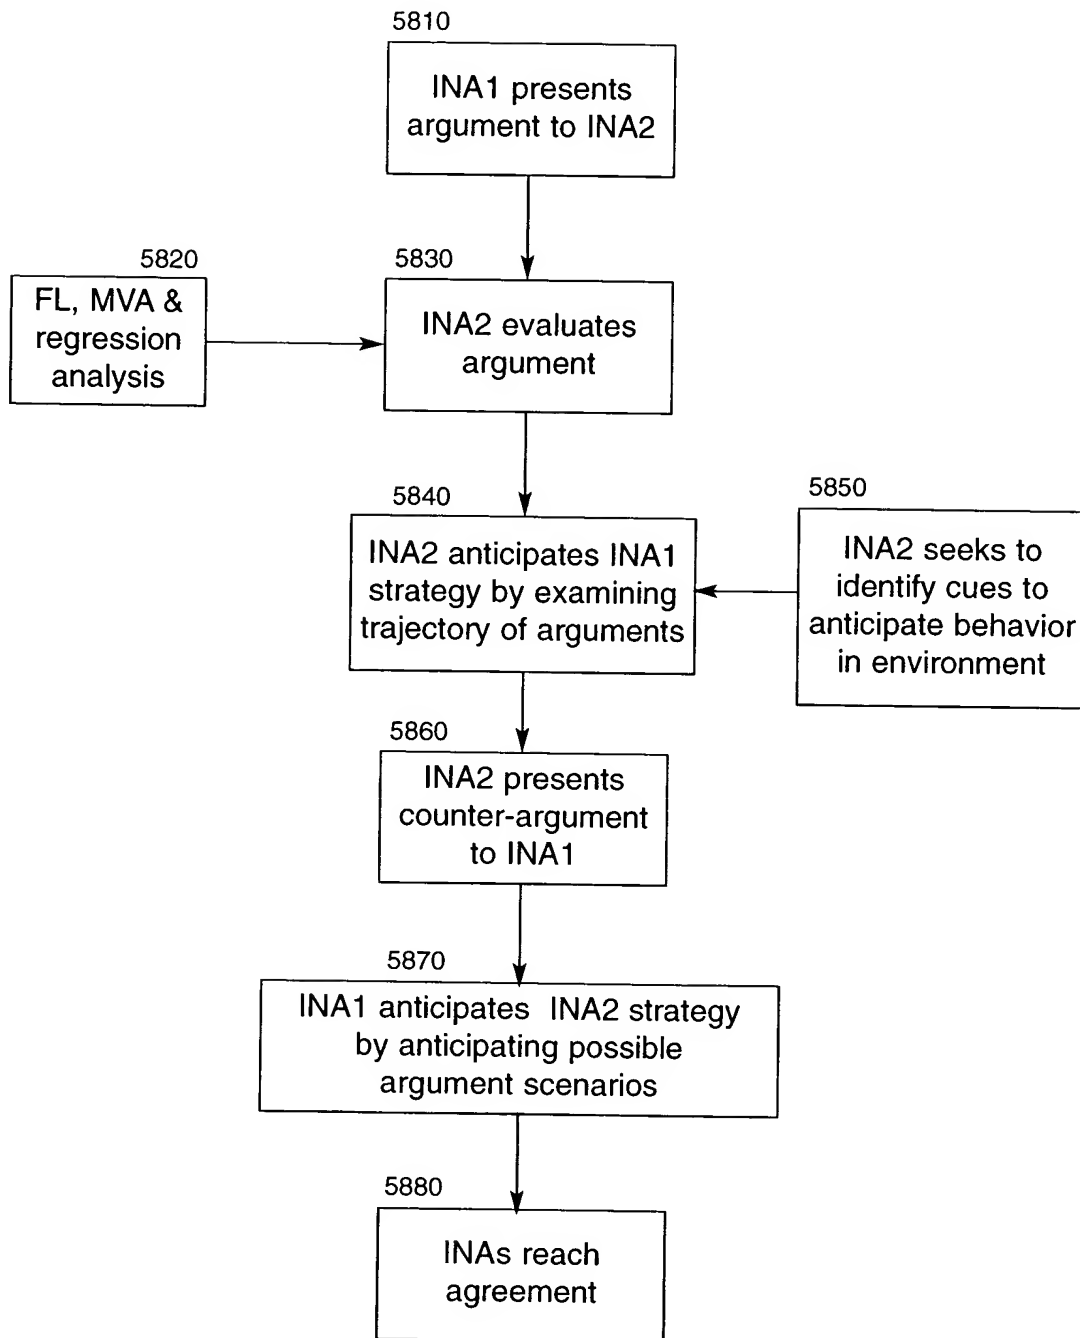 5810
INA1 presents
argument to INA2
5820
FL, MVA &
regression
analysis
5830
INA2 evaluates
argument
5840
INA2 anticipates INA1
strategy by examining
trajectory of arguments
5850
INA2 seeks to
identify cues to
anticipate behavior
in environment
5860
INA2 presents
counter-argument
to INA1
5870
INA1 anticipates INA2 strategy
by anticipating possible
argument scenarios
5880
INAs reach
agreement